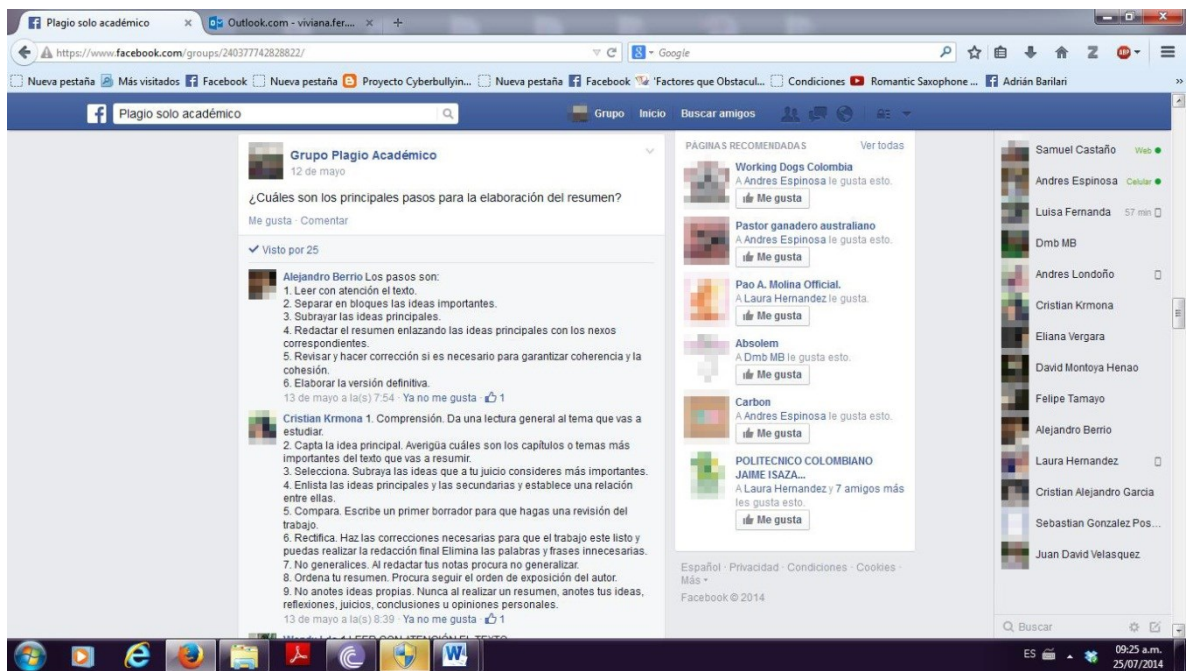 Plagio solo académico
Outlook.com - viviana.fer....
https://www.facebook.com/groups/240377742828822/
Google
Nueva pestaña Más visitados Facebook Nueva pestaña Proyecto Cyberbullyin... Nueva pestaña Facebook 'Factores que Obstacul... Condiciones Romantic Saxophone ... Adrián Barilari
Plagio solo académico
Grupo Inicio Buscar amigos
Grupo Plagio Académico
12 de mayo
¿Cuáles son los principales pasos para la elaboración del resumen?
Me gusta · Comentar
Visto por 25
Alejandro Berrio Los pasos son:
1. Leer con atención el texto.
2. Separar en bloques las ideas importantes.
3. Subrayar las ideas principales.
4. Redactar el resumen enlazando las ideas principales con los nexos
correspondientes.
5. Revisar y hacer corrección si es necesario para garantizar coherencia y la
cohesión.
6. Elaborar la versión definitiva.
13 de mayo a la(s) 7:54 · Ya no me gusta · 1
Cristian Krmona 1. Comprensión. Da una lectura general al tema que vas a
estudiar.
2. Capta la idea principal. Averigüa cuáles son los capítulos o temas más
importantes del texto que vas a resumir.
3. Selecciona. Subraya las ideas que a tu juicio consideres más importantes.
4. Enlista las ideas principales y las secundarias y establece una relación
entre ellas.
5. Compara. Escribe un primer borrador para que hagas una revisión del
trabajo.
6. Rectifica. Haz las correcciones necesarias para que el trabajo este listo y
puedas realizar la redacción final Elimina las palabras y frases innecesarias.
7. No generalices. Al redactar tus notas procura no generalizar.
8. Ordena tu resumen. Procura seguir el orden de exposición del autor.
9. No anotes ideas propias. Nunca al realizar un resumen, anotes tus ideas,
reflexiones, juicios, conclusiones u opiniones personales.
13 de mayo a la(s) 8:39 · Ya no me gusta · 1
LEER CON ATENCIÓN EL TEXTO
PÁGINAS RECOMENDADAS Ver todas
Working Dogs Colombia
A Andres Espinosa le gusta esto.
Me gusta
Pastor ganadero australiano
A Andres Espinosa le gusta esto.
Me gusta
Pao A. Molina Official.
A Laura Hernandez le gusta.
Me gusta
Absolem
A Dmb MB le gusta esto.
Me gusta
Carbon
A Andres Espinosa le gusta esto.
Me gusta
POLITECNICO COLOMBIANO
JAIME ISAZA...
A Laura Hernandez y 7 amigos más
les gusta esto.
Me gusta
Español · Privacidad · Condiciones · Cookies ·
Más
Facebook © 2014
Samuel Castaño Web
Andres Espinosa Celular
Luisa Fernanda 57 min
Dmb MB
Andres Londoño
Cristian Krmona
Eliana Vergara
David Montoya Henao
Felipe Tamayo
Alejandro Berrio
Laura Hernandez
Cristian Alejandro Garcia
Sebastian Gonzalez Pos...
Juan David Velasquez
Buscar
ES
09:25 a.m.
25/07/2014